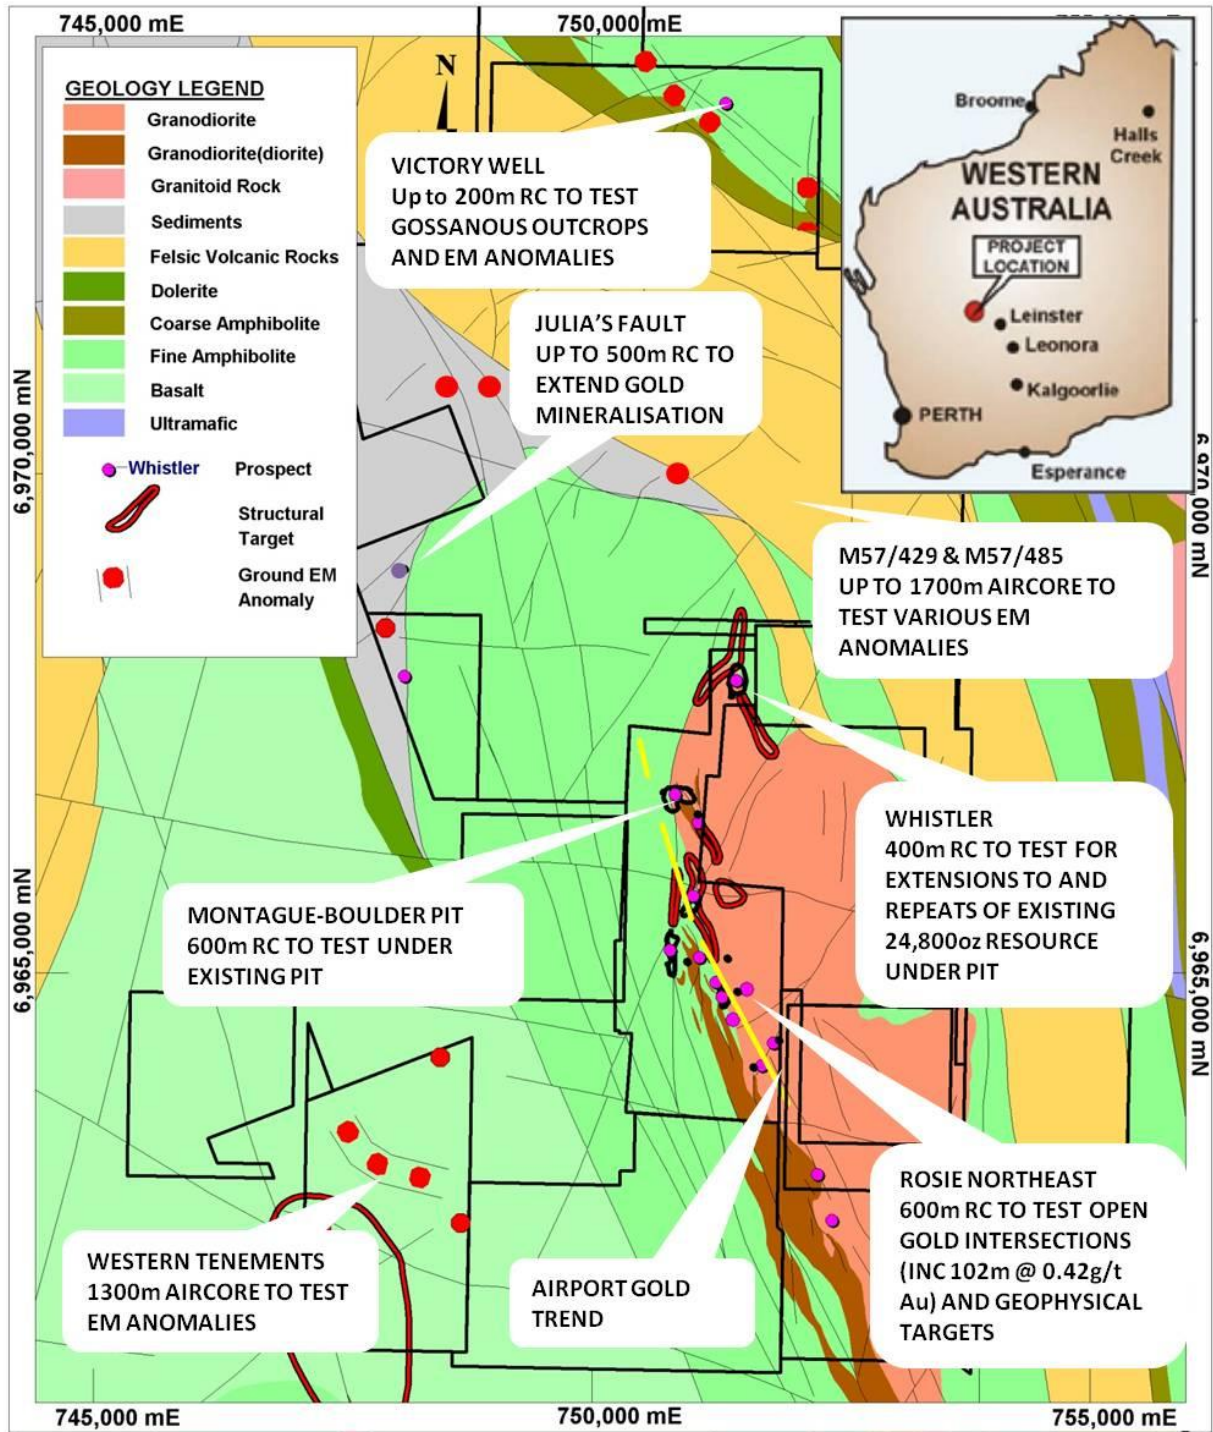 745,000 mE
750,000 mE
N
GEOLOGY LEGEND
Granodiorite
Granodiorite(diorite)
Granitoid Rock
Sediments
Felsic Volcanic Rocks
Dolerite
Coarse Amphibolite
Fine Amphibolite
Basalt
Ultramafic
Whistler
Prospect
Structural
Target
Ground EM
Anomaly
Broome
Halls
Creek
WESTERN
AUSTRALIA
PROJECT
LOCATION
Leinster
Leonora
Kalgoorlie
PERTH
Esperance
VICTORY WELL
Up to 200m RC TO TEST
GOSSANOUS OUTCROPS
AND EM ANOMALIES
JULIA'S FAULT
UP TO 500m RC TO
EXTEND GOLD
MINERALISATION
6,970,000 mN
6,970,000 mN
M57/429 & M57/485
UP TO 1700m AIRCORE TO
TEST VARIOUS EM
ANOMALIES
WHISTLER
400m RC TO TEST FOR
EXTENSIONS TO AND
REPEATS OF EXISTING
24,800oz RESOURCE
UNDER PIT
MONTAGUE-BOULDER PIT
600m RC TO TEST UNDER
EXISTING PIT
6,965,000 mN
6,965,000 mN
ROSIE NORTHEAST
600m RC TO TEST OPEN
GOLD INTERSECTIONS
(INC 102m @ 0.42g/t
Au) AND GEOPHYSICAL
TARGETS
WESTERN TENEMENTS
1300m AIRCORE TO TEST
EM ANOMALIES
AIRPORT GOLD
TREND
745,000 mE
750,000 mE
755,000 mE